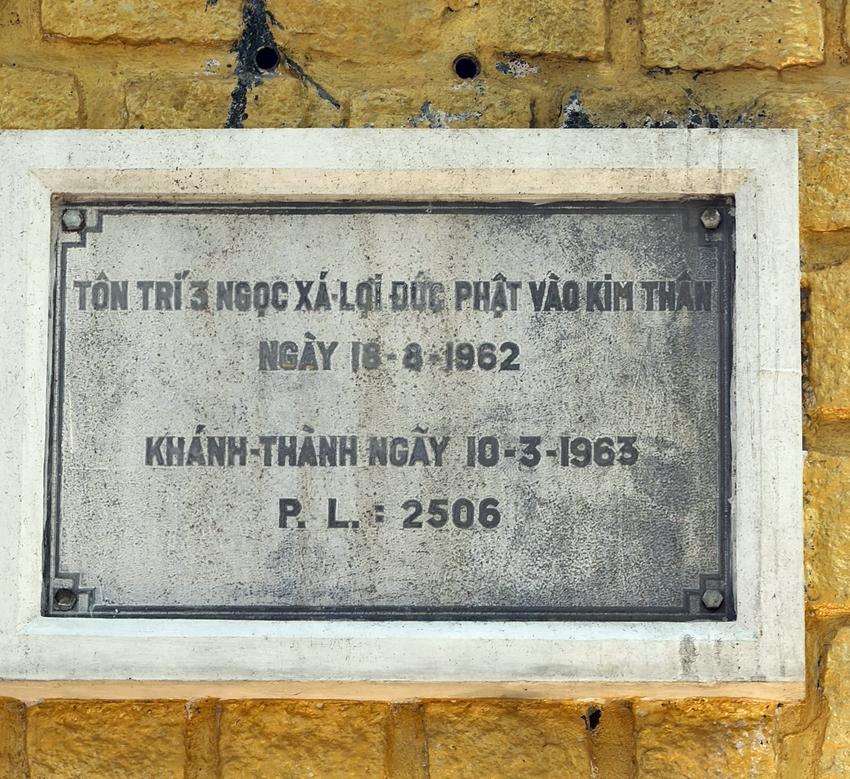 TÔN TRÍ 3 NGỌC XÁ-LỢI ĐỨC PHẬT VÀO KIM THÂN
NGÀY 18-8-1962
KHÁNH-THÀNH NGÀY 10-3-1963
P. L. : 2506